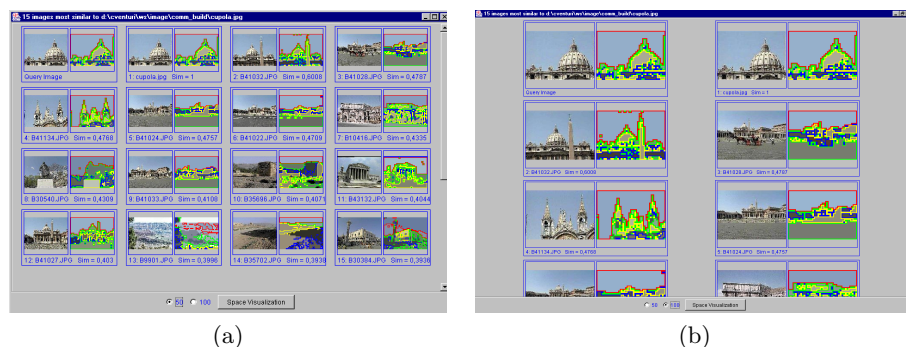 15 images most similar to d:\cventuri\ws\image\comm_build\cupola.jpg
Query Image
1: cupola.jpg Sim = 1
2: B41032.JPG Sim = 0,6008
3: B41028.JPG Sim = 0,4787
4: B41134.JPG Sim = 0,4768
5: B41024.JPG Sim = 0,4757
6: B41022.JPG Sim = 0,4709
7: B10416.JPG Sim = 0,4335
8: B30540.JPG Sim = 0,4309
9: B41033.JPG Sim = 0,4108
10: B35696.JPG Sim = 0,4071
11: B43132.JPG Sim = 0,4044
12: B41027.JPG Sim = 0,403
13: B9901.JPG Sim = 0,3996
14: B35702.JPG Sim = 0,3938
15: B30384.JPG Sim = 0,3936
50 100 Space Visualization
(a)
15 images most similar to d:\cventuri\ws\image\comm_build\cupola.jpg
Query Image
1: cupola.jpg Sim = 1
2: B41032.JPG Sim = 0,6008
3: B41028.JPG Sim = 0,4787
4: B41134.JPG Sim = 0,4768
5: B41024.JPG Sim = 0,4757
50 100 Space Visualization
(b)